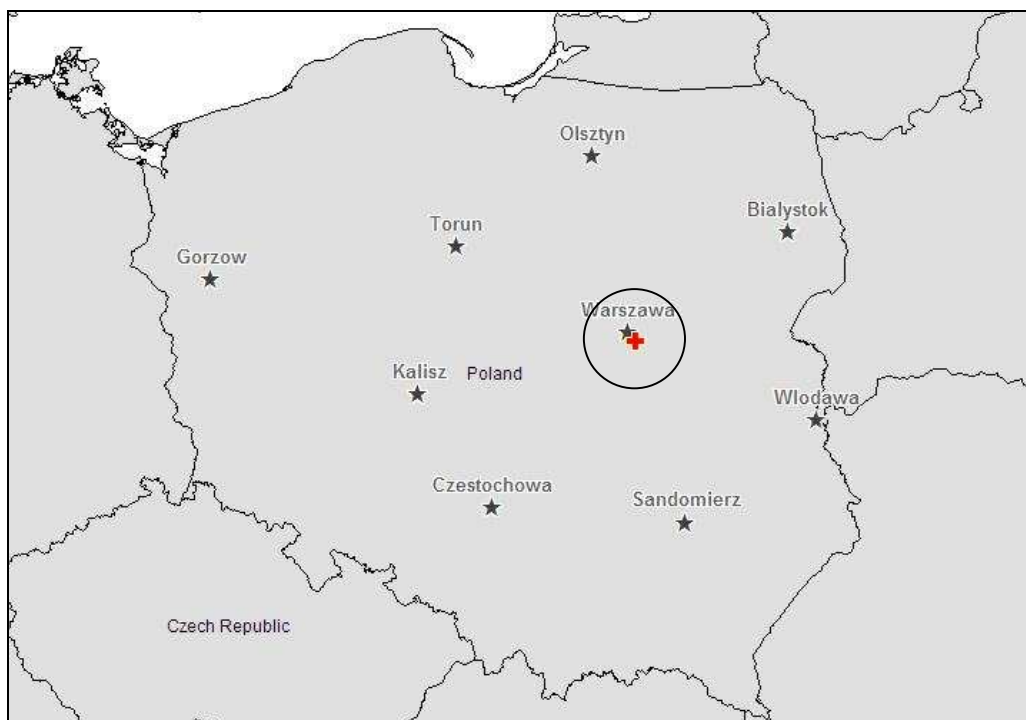 Olsztyn
Bialystok
Torun
Gorzow
Warszawa
Kalisz
Poland
Wlodawa
Czestochowa
Sandomierz
Czech Republic